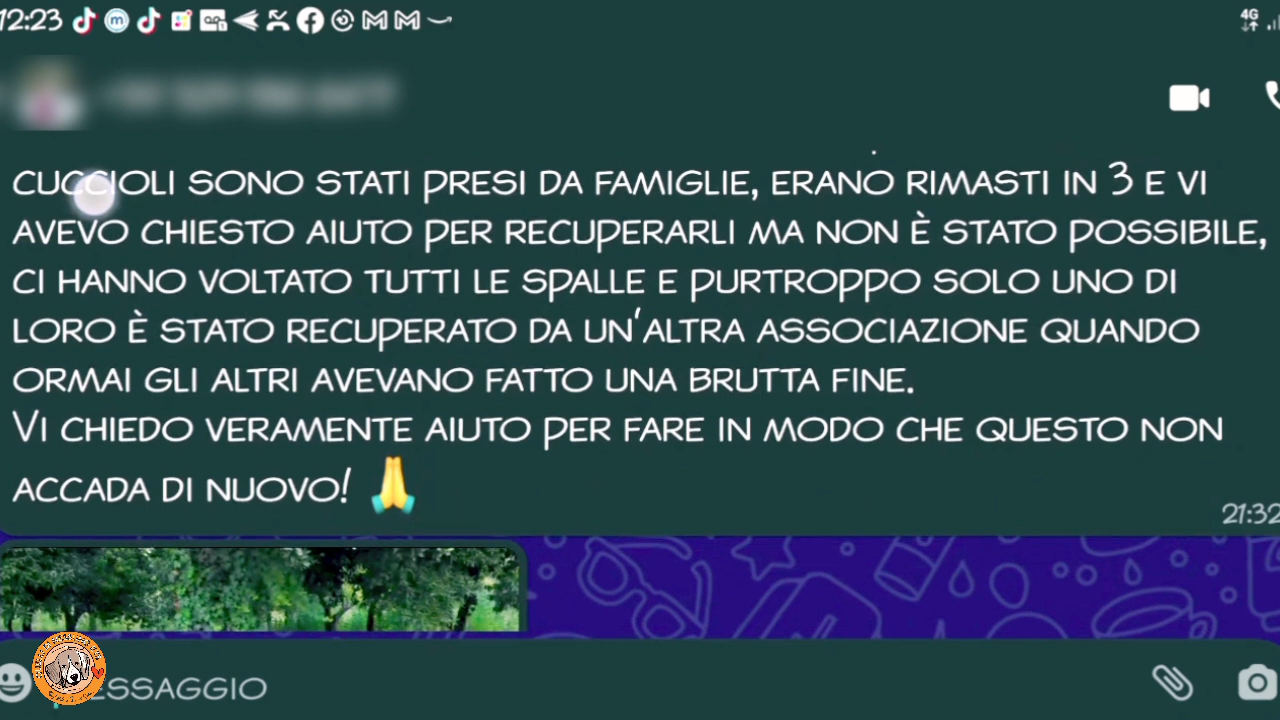 12:23
4G
CUCCIOLI SONO STATI PRESI DA FAMIGLIE, ERANO RIMASTI IN 3 E VI
AVEVO CHIESTO AIUTO PER RECUPERARLI MA NON È STATO POSSIBILE,
CI HANNO VOLTATO TUTTI LE SPALLE E PURTROPPO SOLO UNO DI
LORO È STATO RECUPERATO DA UN'ALTRA ASSOCIAZIONE QUANDO
ORMAI GLI ALTRI AVEVANO FATTO UNA BRUTTA FINE.
VI CHIEDO VERAMENTE AIUTO PER FARE IN MODO CHE QUESTO NON
ACCADA DI NUOVO! 🙏
21:32
ESSAGGIO